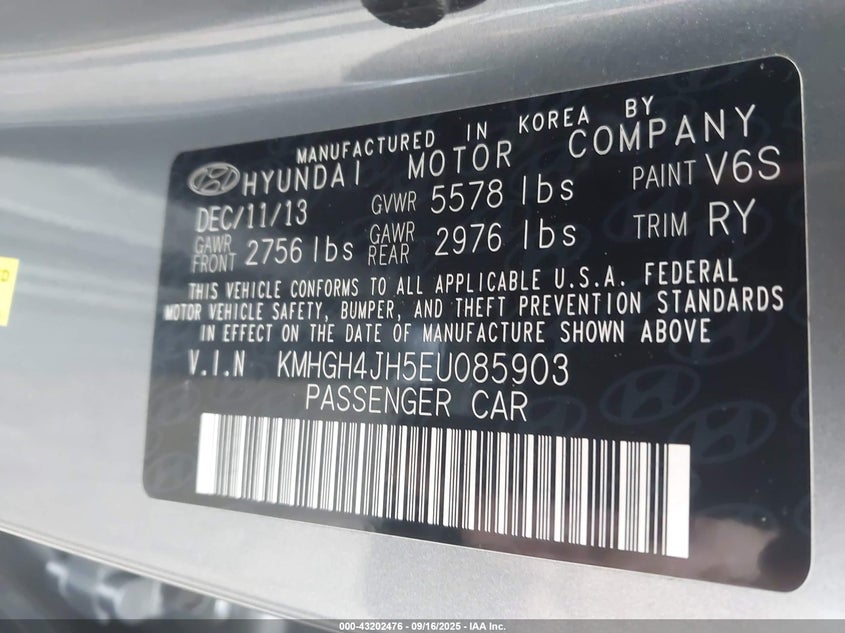 MANUFACTURED IN KOREA BY
HYUNDAI MOTOR COMPANY
DEC/11/13 GVWR 5578 lbs PAINT V6S
GAWR FRONT 2756 lbs GAWR REAR 2976 lbs TRIM RY
THIS VEHICLE CONFORMS TO ALL APPLICABLE U.S.A. FEDERAL
MOTOR VEHICLE SAFETY, BUMPER, AND THEFT PREVENTION STANDARDS
IN EFFECT ON THE DATE OF MANUFACTURE SHOWN ABOVE
V.I.N KMHGH4JH5EU085903
PASSENGER CAR
000-43202476 - 09/16/2025 - IAA Inc.